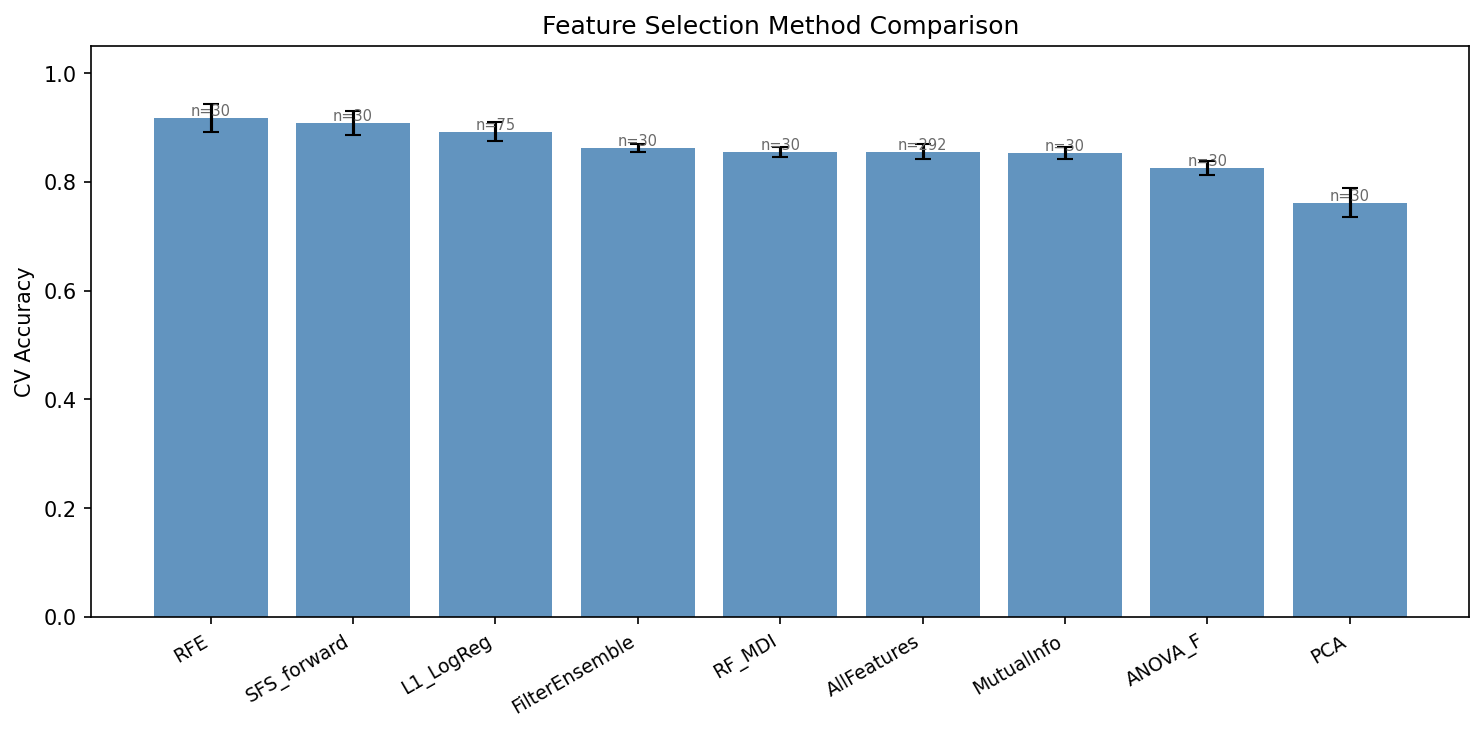 Feature Selection Method Comparison
CV Accuracy
1.0
0.8
0.6
0.4
0.2
0.0
n=30
n=30
n=75
n=30
n=30
n=292
n=30
n=30
n=30
RFE
SFS_forward
L1_LogReg
FilterEnsemble
RF_MDI
AllFeatures
MutualInfo
ANOVA_F
PCA